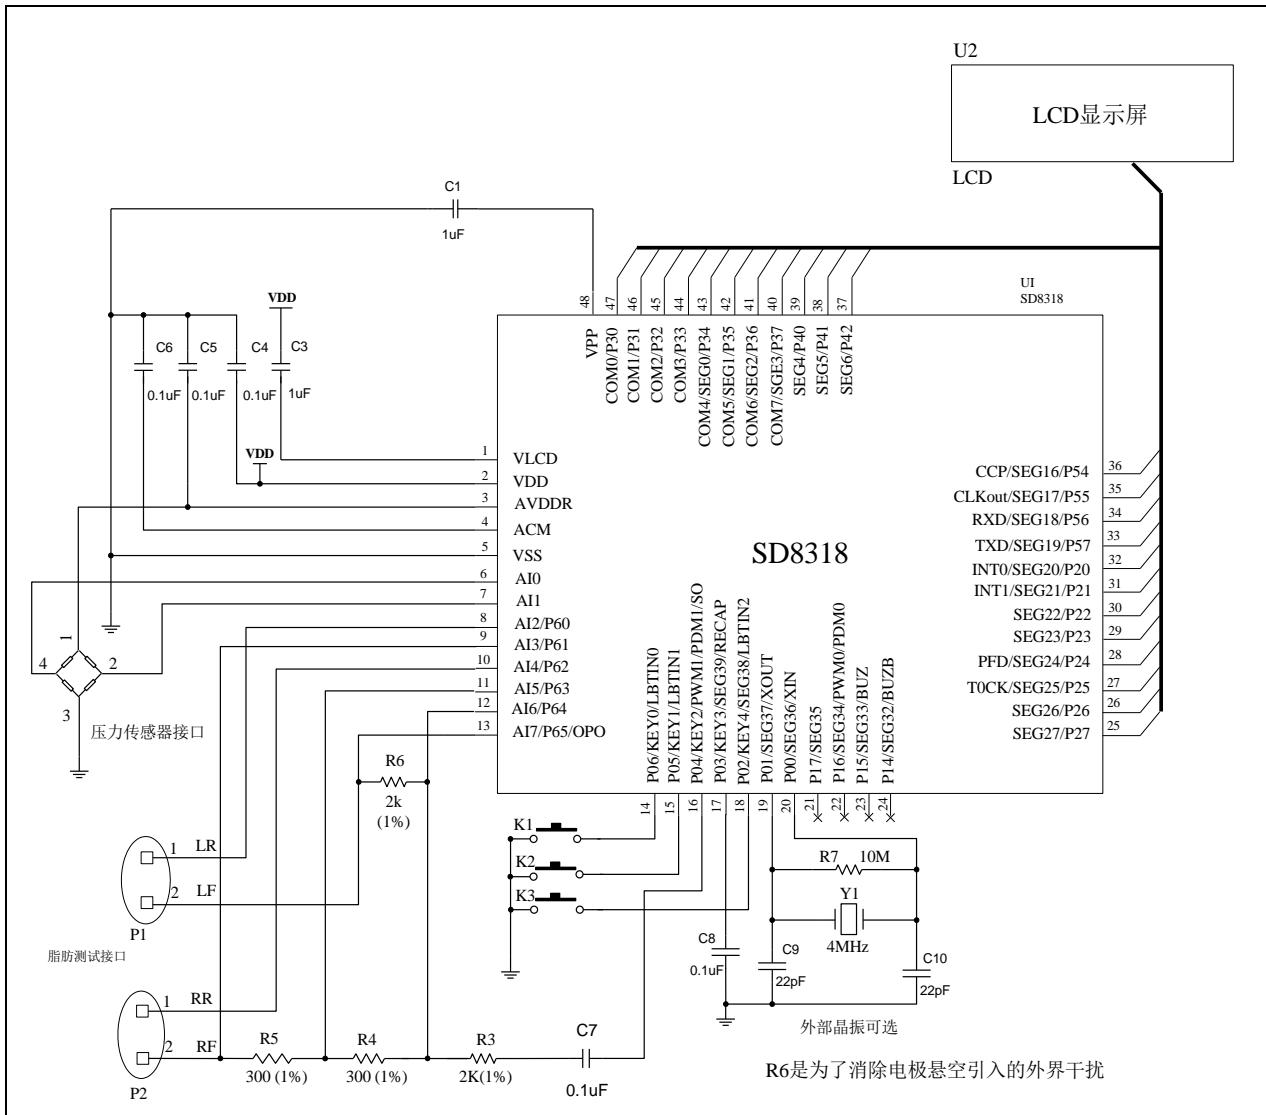 U2
LCD显示屏
LCD
C1
1uF
UI
SD8318
VDD
48
47
46
45
44
43
42
41
40
39
38
37
VPP
COM0/P30
COM1/P31
COM2/P32
COM3/P33
COM4/SEG0/P34
COM5/SEG1/P35
COM6/SEG2/P36
COM7/SGE3/P37
SEG4/P40
SEG5/P41
SEG6/P42
C6
C5
C4
C3
0.1uF
0.1uF
0.1uF
1uF
VDD
1 VLCD
2 VDD
3 AVDDR
4 ACM
5 VSS
6 AI0
7 AI1
8 AI2/P60
9 AI3/P61
10 AI4/P62
11 AI5/P63
12 AI6/P64
13 AI7/P65/OPO
SD8318
CCP/SEG16/P54 36
CLKout/SEG17/P55 35
RXD/SEG18/P56 34
TXD/SEG19/P57 33
INT0/SEG20/P20 32
INT1/SEG21/P21 31
SEG22/P22 30
SEG23/P23 29
PFD/SEG24/P24 28
T0CK/SEG25/P25 27
SEG26/P26 26
SEG27/P27 25
P06/KEY0/LBTIN0
P05/KEY1/LBTIN1
P04/KEY2/PWM1/PDM1/SO
P03/KEY3/SEG39/RECAP
P02/KEY4/SEG38/LBTIN2
P01/SEG37/XOUT
P00/SEG36/XIN
P17/SEG35
P16/SEG34/PWM0/PDM0
P15/SEG33/BUZ
P14/SEG32/BUZB
14
15
16
17
18
19
20
21
22
23
24
1
4
2
3
压力传感器接口
R6
2k
(1%)
K1
K2
K3
R7 10M
Y1
4MHz
C8
0.1uF
C9
22pF
C10
22pF
1 LR
2 LF
P1
脂肪测试接口
1 RR
2 RF
P2
R5
300 (1%)
R4
300 (1%)
R3
2K(1%)
C7
0.1uF
外部晶振可选
R6是为了消除电极悬空引入的外界干扰